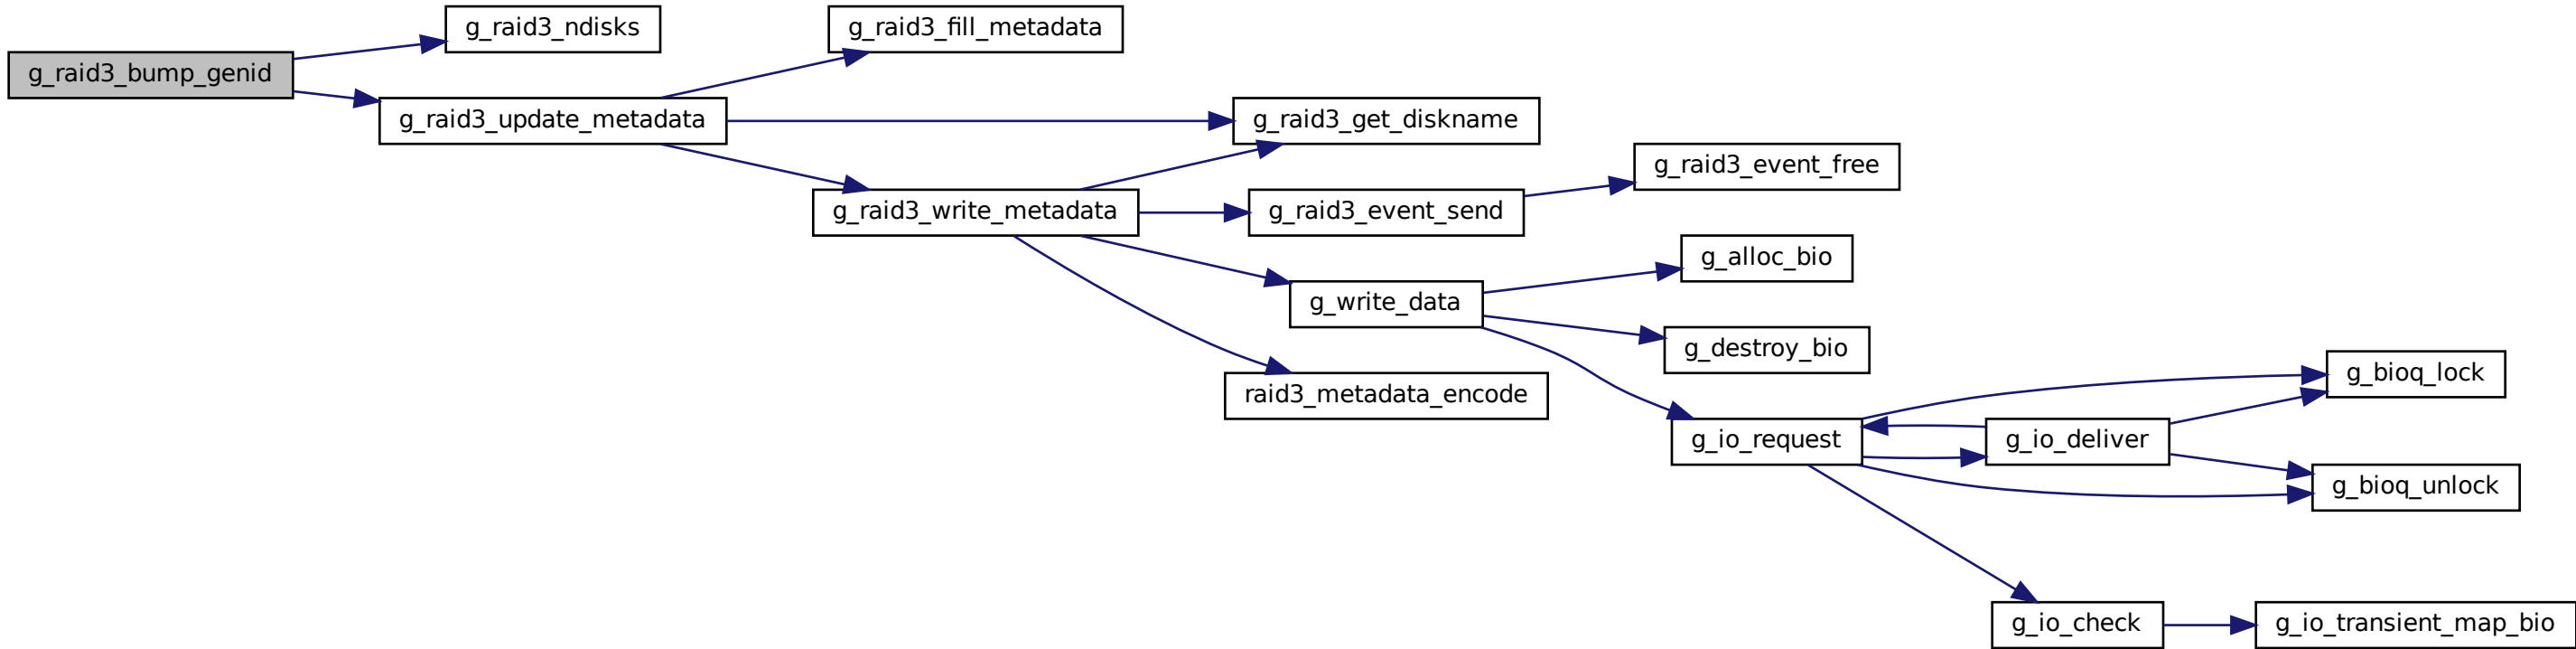 g_raid3_bump_genid
g_raid3_ndisks
g_raid3_update_metadata
g_raid3_fill_metadata
g_raid3_get_diskname
g_raid3_write_metadata
g_raid3_event_send
g_raid3_event_free
g_write_data
raid3_metadata_encode
g_alloc_bio
g_destroy_bio
g_io_request
g_io_deliver
g_bioq_lock
g_bioq_unlock
g_io_check
g_io_transient_map_bio